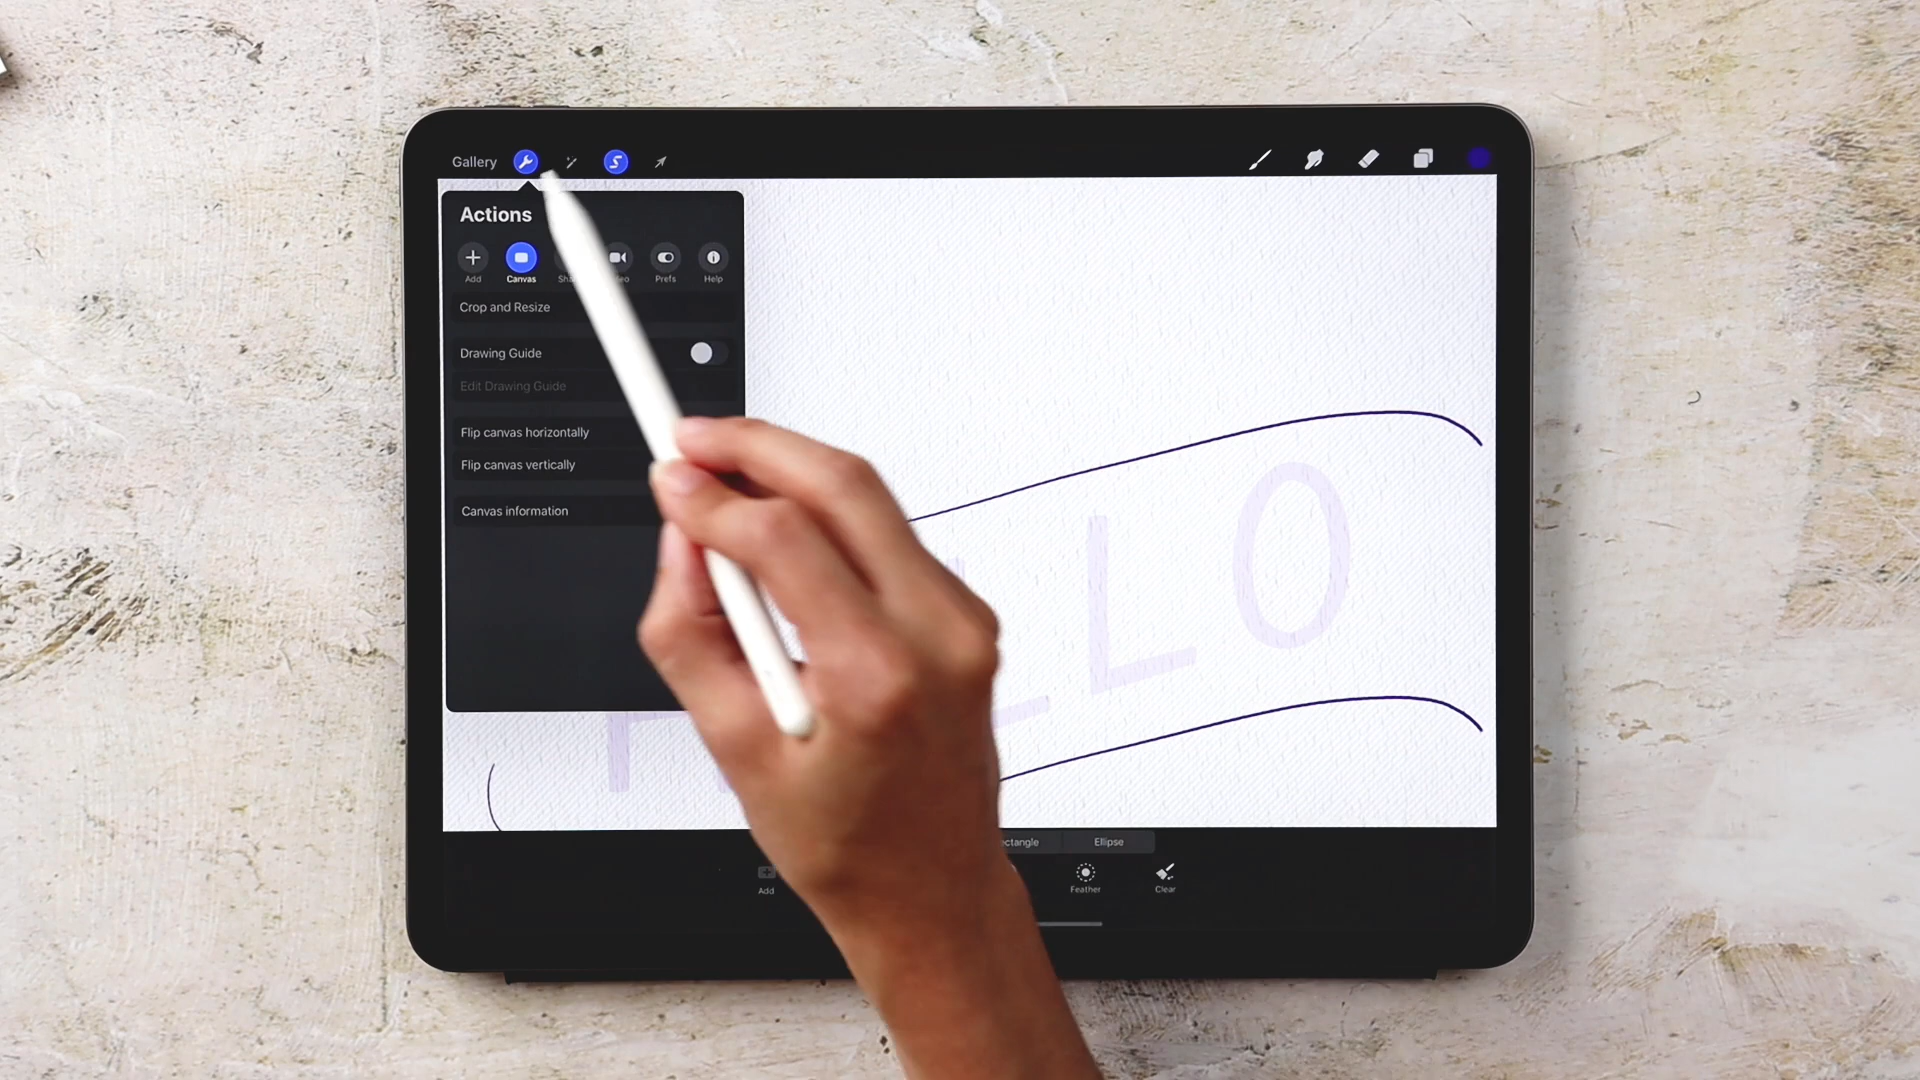 Gallery
Actions
Add
Canvas
Prefs
Help
Crop and Resize
Drawing Guide
Edit Drawing Guide
Flip canvas horizontally
Flip canvas vertically
Canvas information
L L O
Ellipse
Add
Feather
Clear